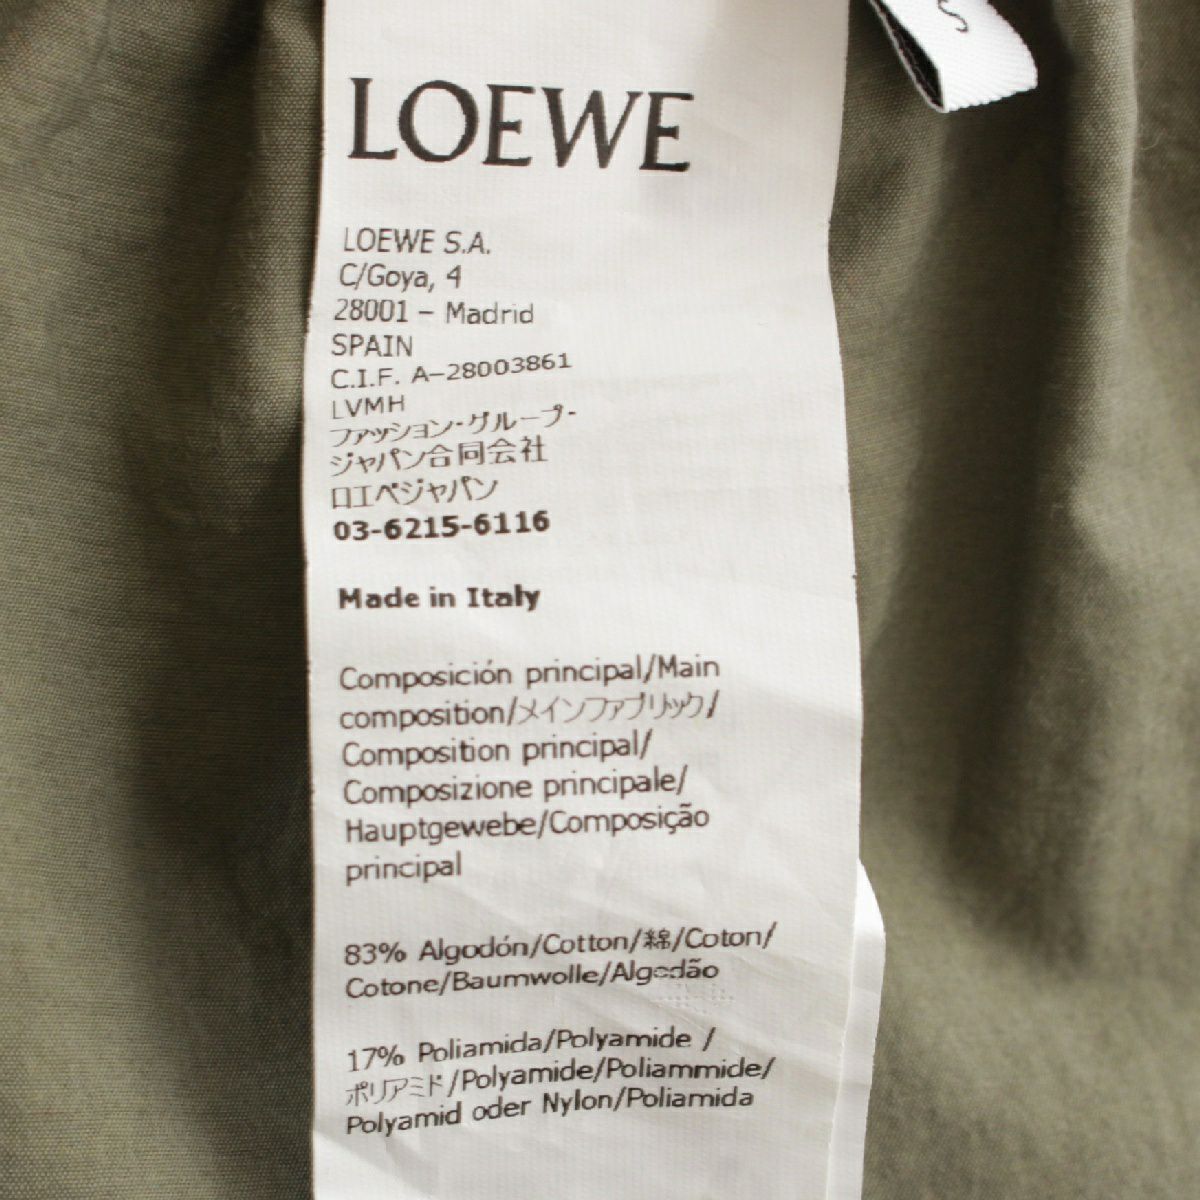 S
LOEWE
LOEWE S.A.
C/Goya, 4
28001 – Madrid
SPAIN
C.I.F. A-28003861
LVMH
ファッション・グループ・
ジャパン合同会社
ロエベジャパン
03-6215-6116
Made in Italy
Composición principal/Main
composition/メインファブリック/
Composition principal/
Composizione principale/
Hauptgewebe/Composição
principal
83% Algodón/Cotton/綿/Coton/
Cotone/Baumwolle/Algodão
17% Poliamida/Polyamide /
ポリアミド/Polyamide/Poliammide/
Polyamid oder Nylon/Poliamida